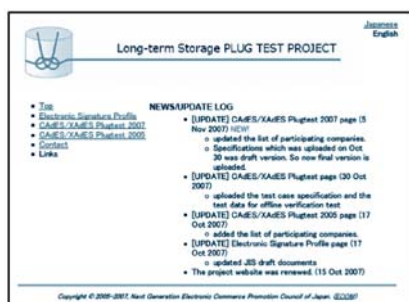 Japanese
English
Long-term Storage PLUG TEST PROJECT
Top
Electronic Signature Profile
CAdES/XAdES Plugtest 2007
CAdES/XAdES Plugtest 2005
Contact
Links
NEWS/UPDATE LOG
[UPDATE] CAdES/XAdES Plugtest 2007 page (5
Nov 2007) NEW!
updated the list of participating companies.
Specifications which was uploaded on Oct
30 was draft version. So now final version is
uploaded.
[UPDATE] CAdES/XAdES Plugtest page (30 Oct
2007)
uploaded the test case specification and the
test data for offline verification test
[UPDATE] CAdES/XAdES Plugtest 2005 page (17
Oct 2007)
added the list of participating companies.
[UPDATE] Electronic Signature Profile page (17
Oct 2007)
updated JIS draft documents
The project website was renewed. (15 Oct 2007)
Copyright © 2005-2007, Next Generation Electronic Commerce Promotion Council of Japan. (ECOM)